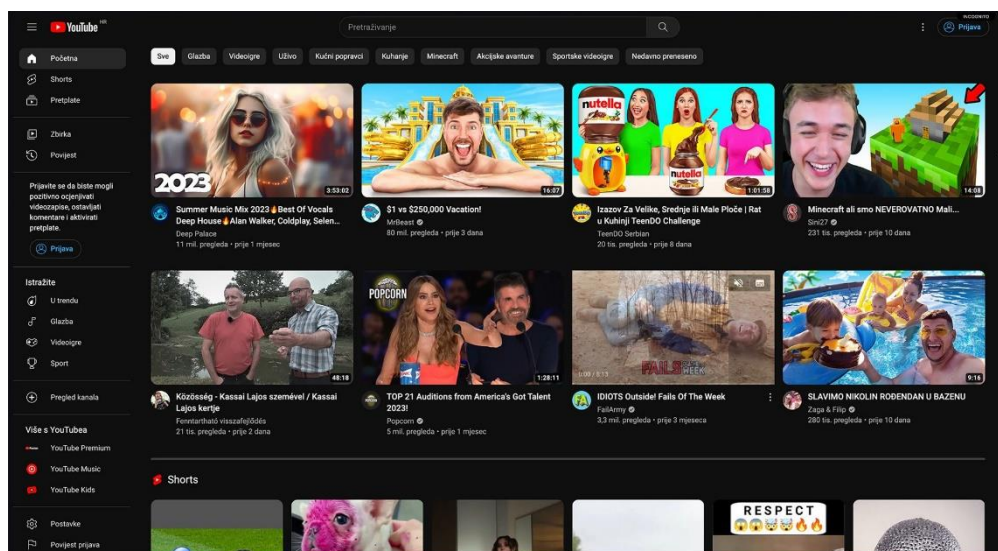 YouTube HR
Pretraživanje
INCOGNITO
Prijava
Početna
Shorts
Pretplate
Zbirka
Povijest
Prijavite se da biste mogli
pozitivno ocjenjivati
videozapise, ostavljati
komentare i aktivirati
pretplate.
Prijava
Istražite
U trendu
Glazba
Videoigre
Sport
Pregled kanala
Više s YouTubea
YouTube Premium
YouTube Music
YouTube Kids
Postavke
Povijest prijava
Sve Glazba Videoigre Uživo Kućni popravci Kuhanje Minecraft Akcijske avanture Sportske videoigre Nedavno preneseno
2023
3:53:02
Summer Music Mix 2023🔥Best Of Vocals
Deep House🔥Alan Walker, Coldplay, Selen...
Deep Palace
11 mil. pregleda • prije 1 mjesec
16:07
$1 vs $250,000 Vacation!
MrBeast
80 mil. pregleda • prije 3 dana
nutella
nutella
1:01:58
Izazov Za Velike, Srednje ili Male Ploče | Rat
u Kuhinji TeenDO Challenge
TeenDO Serbian
20 tis. pregleda • prije 8 dana
14:08
Minecraft ali smo NEVEROVATNO Mali...
Sini27
231 tis. pregleda • prije 10 dana
48:18
Közösség - Kassai Lajos szemével / Kassai
Lajos kertje
Fenntartható visszafejlődés
21 tis. pregleda • prije 2 dana
POPCORN
1:28:11
TOP 21 Auditions from America's Got Talent
2023!
Popcorn
5 mil. pregleda • prije 1 mjesec
FAILS OF THE WEEK
0:08 / 8:15
IDIOTS Outside! Fails Of The Week
FailArmy
3,3 mil. pregleda • prije 3 mjeseca
9:16
SLAVIMO NIKOLIN ROĐENDAN U BAZENU
Zaga & Filip
280 tis. pregleda • prije 10 dana
Shorts
RESPECT